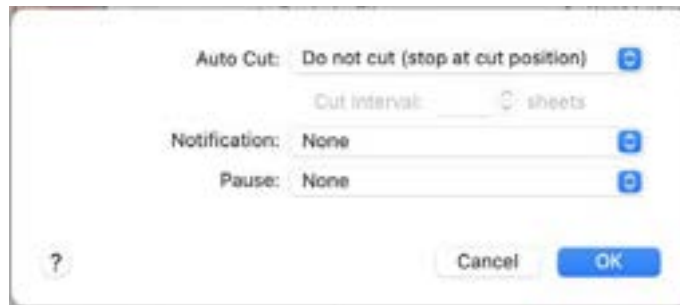 Auto Cut: Do not cut (stop at cut position)
Cut Interval: sheets
Notification: None
Pause: None
? Cancel OK